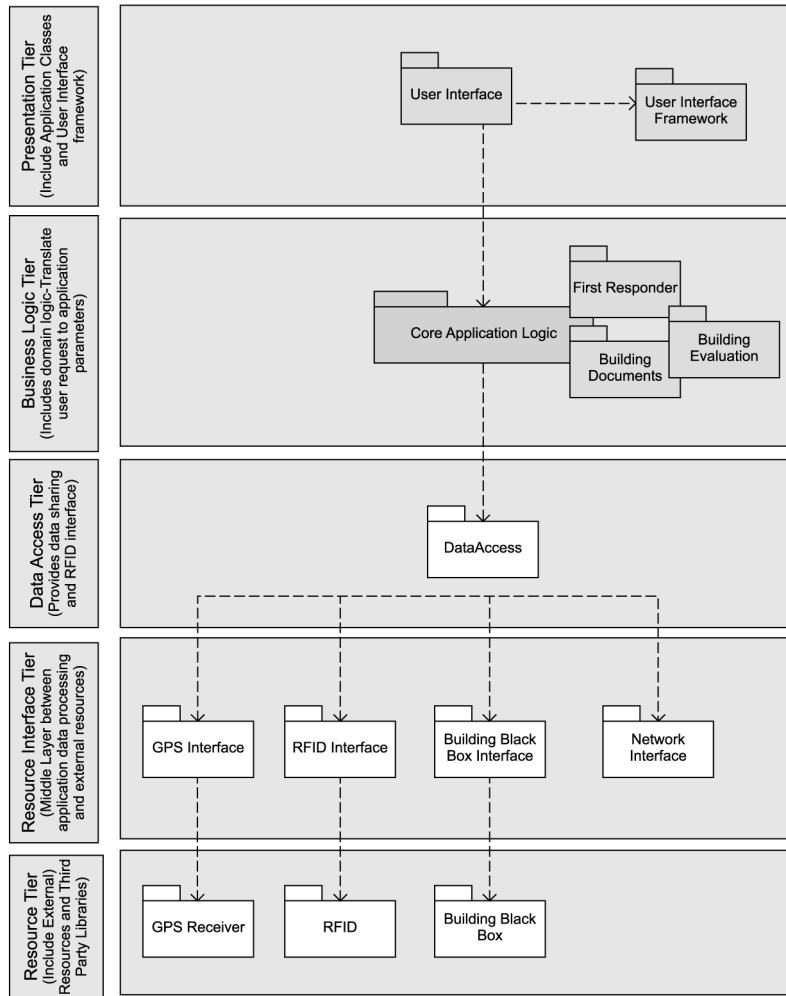 Presentation Tier
(Include Application Classes
and User Interface
framework)
User Interface
User Interface
Framework
Business Logic Tier
(Includes domain logic-Translate
user request to application
parameters)
First Responder
Core Application Logic
Building
Evaluation
Building
Documents
Data Access Tier
(Provides data sharing
and RFID interface)
DataAccess
Resource Interface Tier
(Middle Layer between
application data processing
and external resources)
GPS Interface
RFID Interface
Building Black
Box Interface
Network
Interface
Resource Tier
(Include External)
Resources and Third
Party Libraries)
GPS Receiver
RFID
Building Black
Box